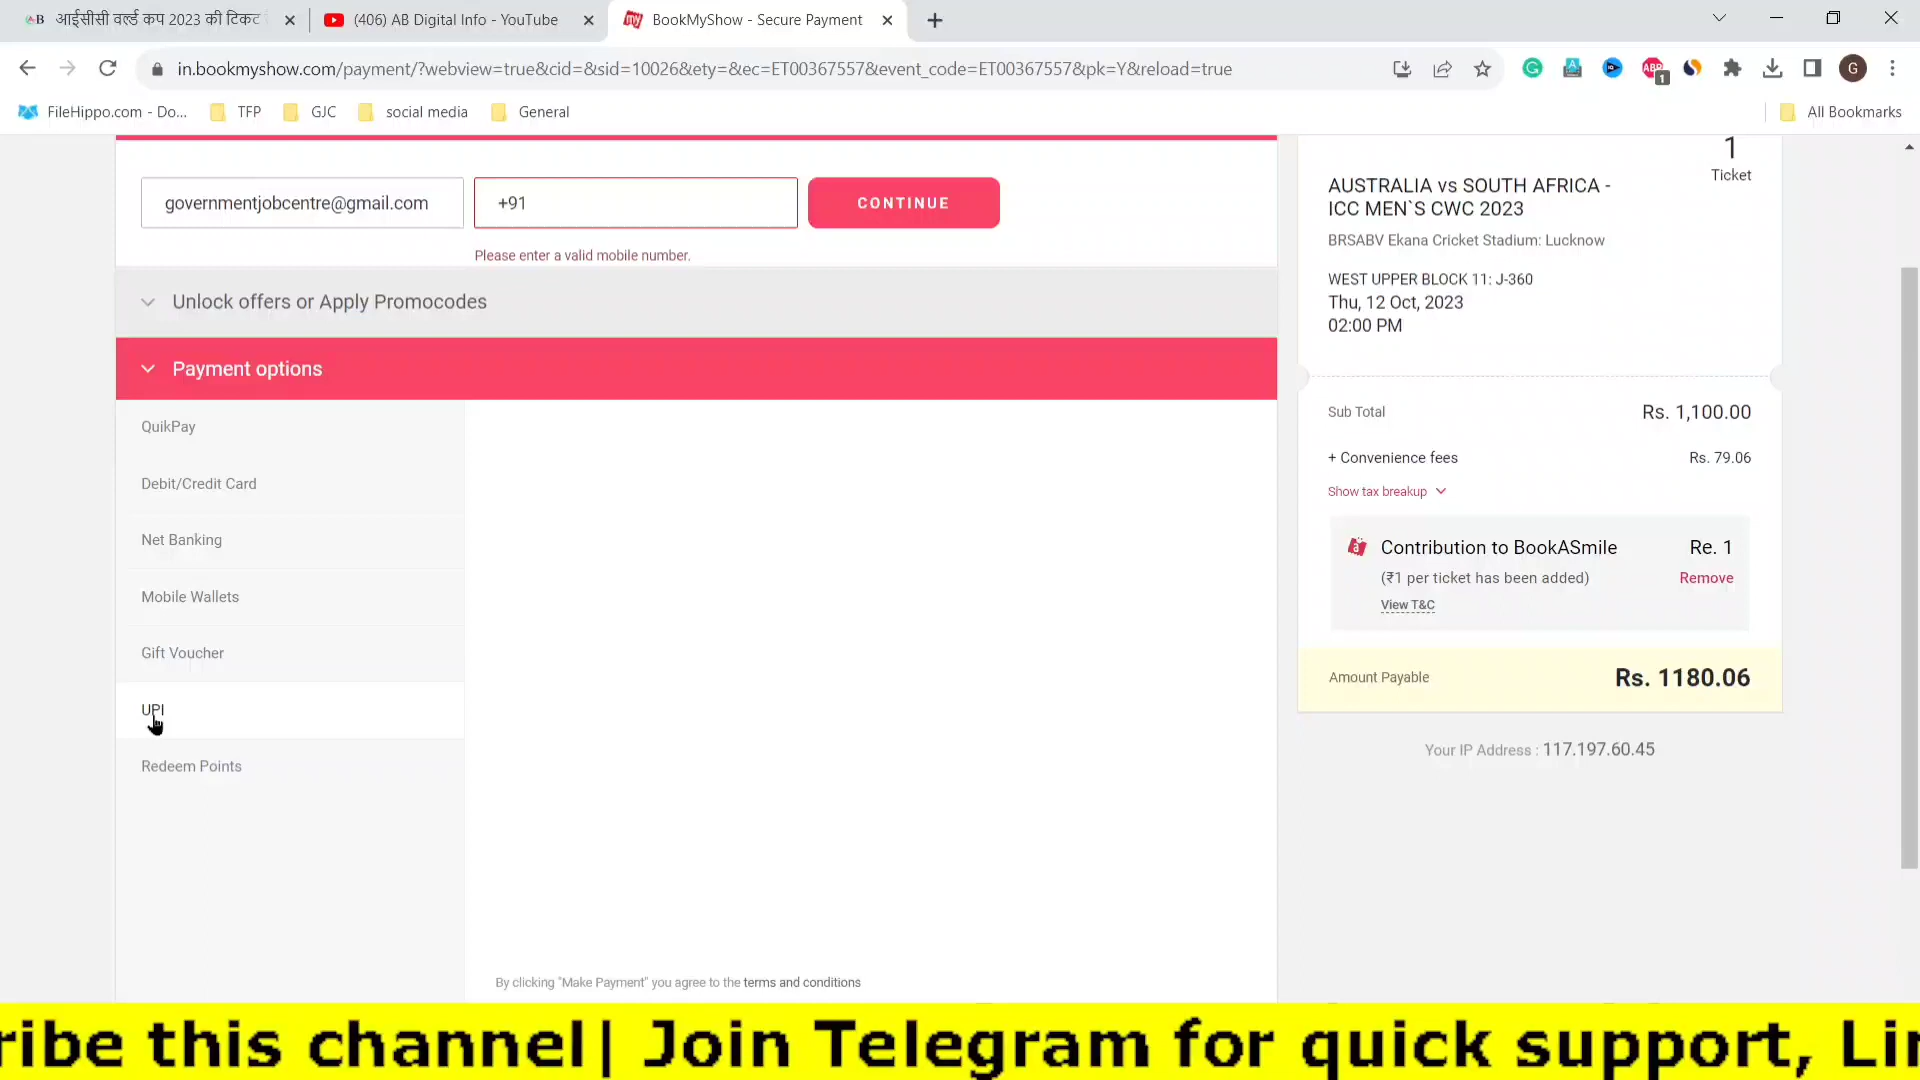 आईसीसी वर्ल्ड कप 2023 की टिकट
(406) AB Digital Info - YouTube
BookMyShow - Secure Payment
in.bookmyshow.com/payment/?webview=true&cid=&sid=10026&ety=&ec=ET00367557&event_code=ET00367557&pk=Y&reload=true
ABP
1
G
FileHippo.com - Do...
TFP
GJC
social media
General
All Bookmarks
governmentjobcentre@gmail.com
+91
CONTINUE
Please enter a valid mobile number.
Unlock offers or Apply Promocodes
Payment options
QuikPay
Debit/Credit Card
Net Banking
Mobile Wallets
Gift Voucher
UPI
Redeem Points
By clicking "Make Payment" you agree to the terms and conditions
1
Ticket
AUSTRALIA vs SOUTH AFRICA -
ICC MEN`S CWC 2023
BRSABV Ekana Cricket Stadium: Lucknow
WEST UPPER BLOCK 11: J-360
Thu, 12 Oct, 2023
02:00 PM
Sub Total Rs. 1,100.00
+ Convenience fees Rs. 79.06
Show tax breakup
Contribution to BookASmile Re. 1
(₹1 per ticket has been added) Remove
View T&C
Amount Payable Rs. 1180.06
Your IP Address : 117.197.60.45
ribe this channel| Join Telegram for quick support, Li